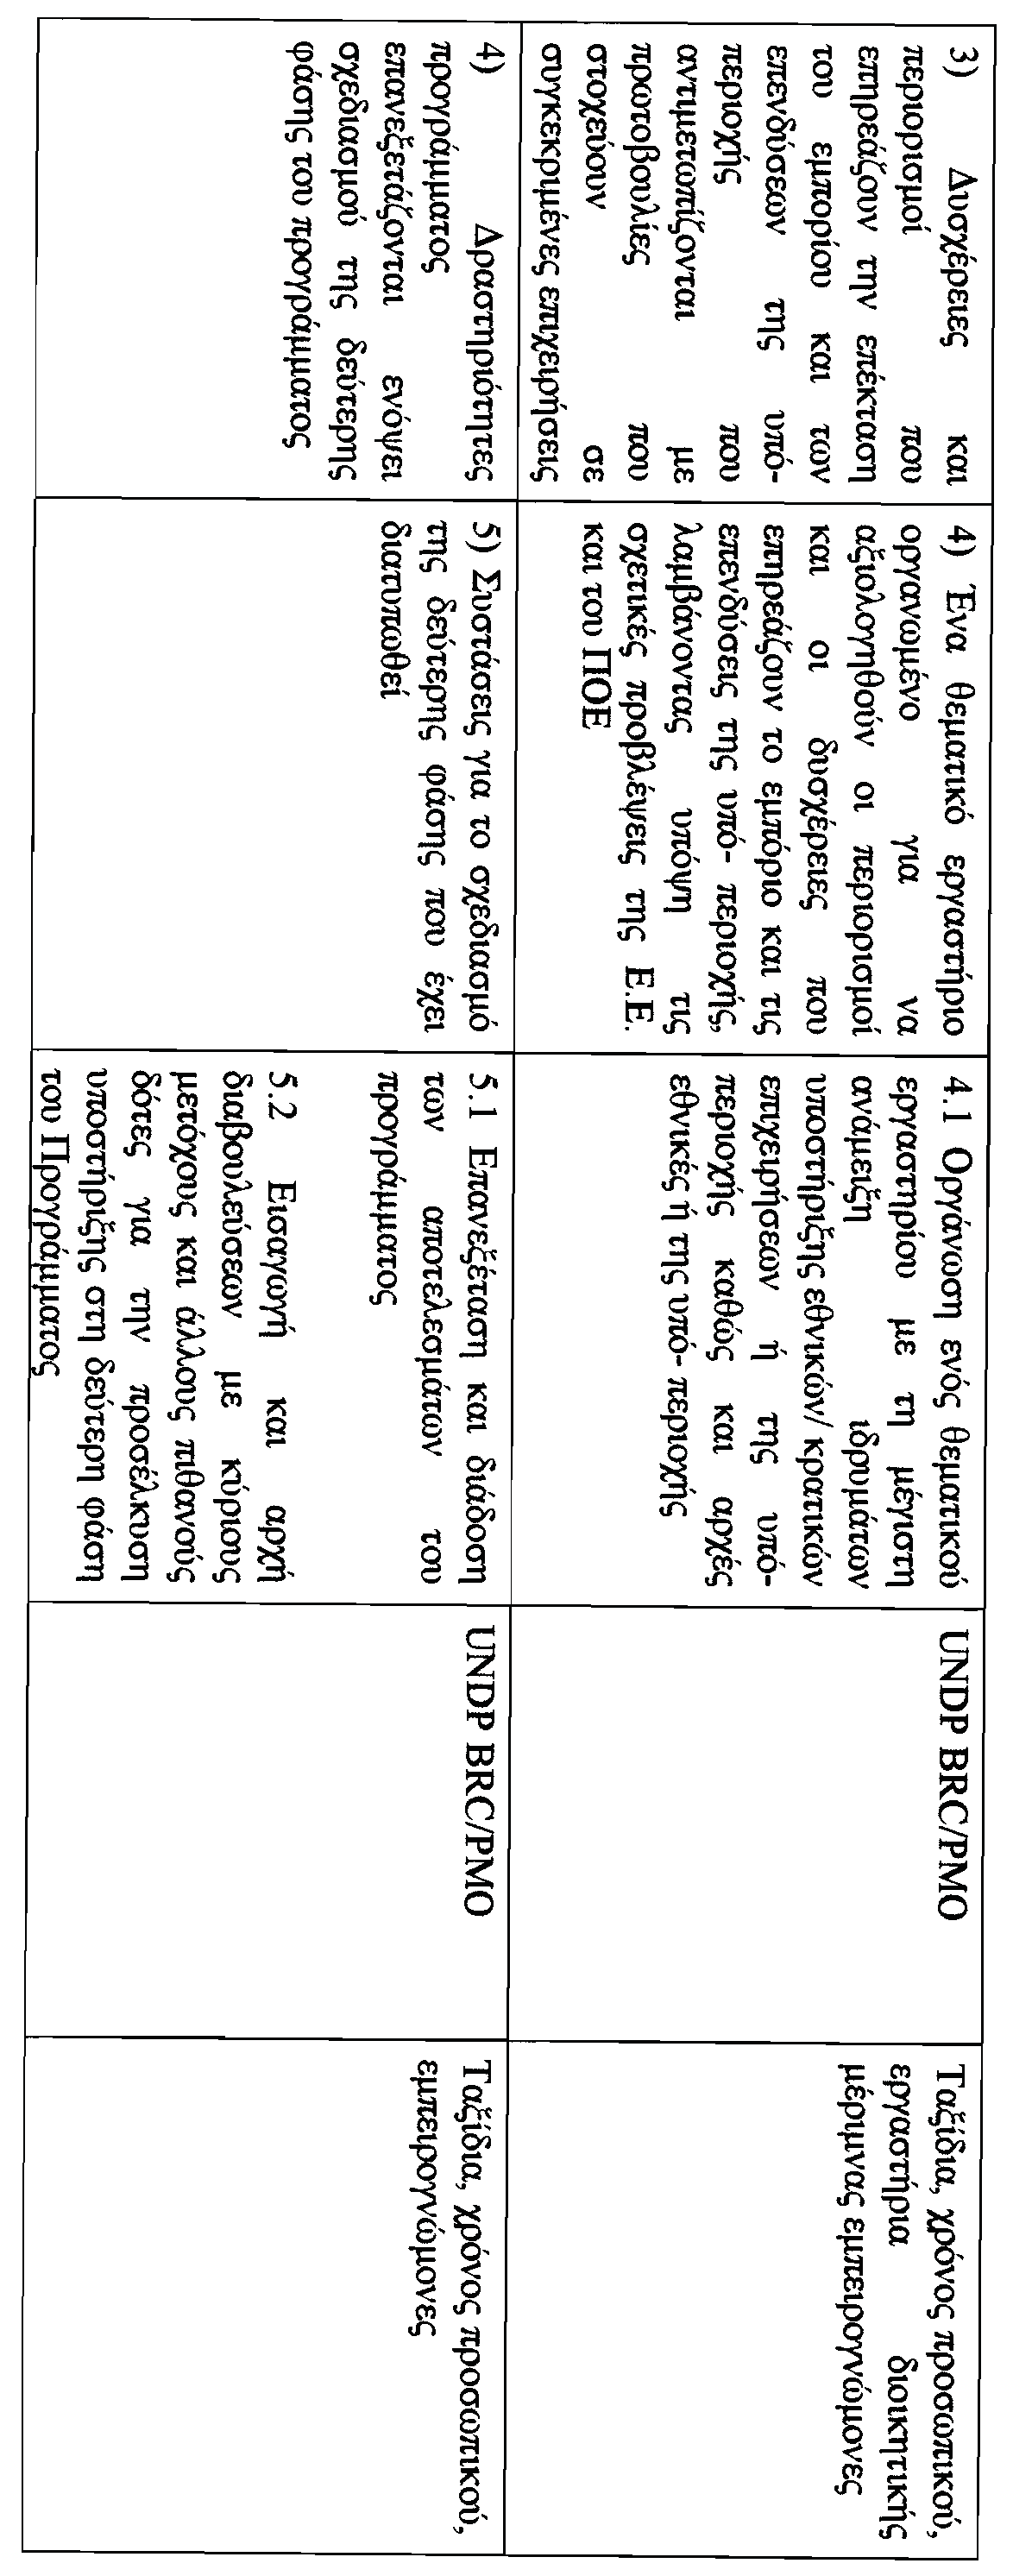 3) Δυσχέρειες και
περιορισμοί που
επηρεάζουν την επέκταση
του εμπορίου και των
επενδύσεων της υπό-
περιοχής που
αντιμετωπίζονται με
πρωτοβουλίες που
στοχεύουν σε
συγκεκριμένες επιχειρήσεις
4) Ένα θεματικό εργαστήριο
οργανωμένο για να
αξιολογηθούν οι περιορισμοί
και οι δυσχέρειες που
επηρεάζουν το εμπόριο και τις
επενδύσεις της υπό- περιοχής,
λαμβάνοντας υπόψη τις
σχετικές προβλέψεις της Ε.Ε.
και του ΠΟΕ
4.1 Οργάνωση ενός θεματικού
εργαστηρίου με τη μέγιστη
ανάμειξη ιδρυμάτων
υποστήριξης εθνικών/ κρατικών
επιχειρήσεων ή της υπό-
περιοχής καθώς και αρχές
εθνικές ή της υπό- περιοχής
UNDP BRC/PMO
Ταξίδια, χρόνος προσωπικού,
εργαστήρια διοικητικής
μέριμνας εμπειρογνώμονες
4) Δραστηριότητες
προγράμματος
επανεξετάζονται ενόψει
σχεδιασμού της δεύτερης
φάσης του προγράμματος
5) Συστάσεις για το σχεδιασμό
της δεύτερης φάσης που έχει
διατυπωθεί
5.1 Επανεξέταση και διάδοση
των αποτελεσμάτων του
προγράμματος
5.2 Εισαγωγή και αρχή
διαβουλεύσεων με κύριους
μετόχους και άλλους πιθανούς
δότες για την προσέλκυση
υποστήριξης στη δεύτερη φάση
του Προγράμματος
UNDP BRC/PMO
Ταξίδια, χρόνος προσωπικού,
εμπειρογνώμονες